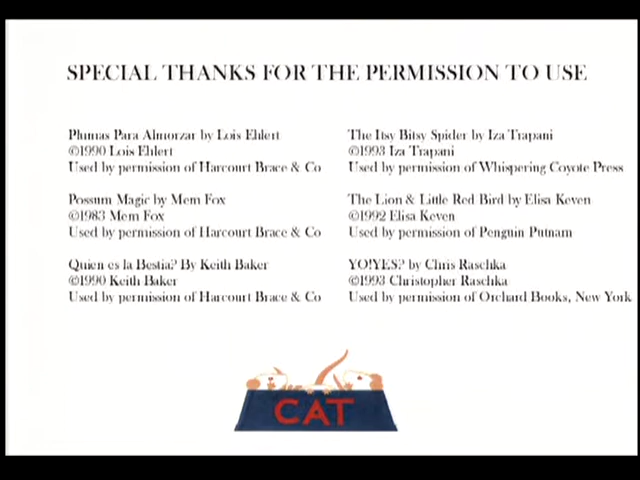 SPECIAL THANKS FOR THE PERMISSION TO USE
Plumas Para Almorzar by Lois Ehlert
©1990 Lois Ehlert
Used by permission of Harcourt Brace & Co
Possum Magic by Mem Fox
©1983 Mem Fox
Used by permission of Harcourt Brace & Co
Quien es la Bestia? By Keith Baker
©1990 Keith Baker
Used by permission of Harcourt Brace & Co
The Itsy Bitsy Spider by Iza Trapani
©1993 Iza Trapani
Used by permission of Whispering Coyote Press
The Lion & Little Red Bird by Elisa Keven
©1992 Elisa Keven
Used by permission of Penguin Putnam
YO!YES? by Chris Raschka
©1993 Christopher Raschka
Used by permission of Orchard Books, New York
CAT